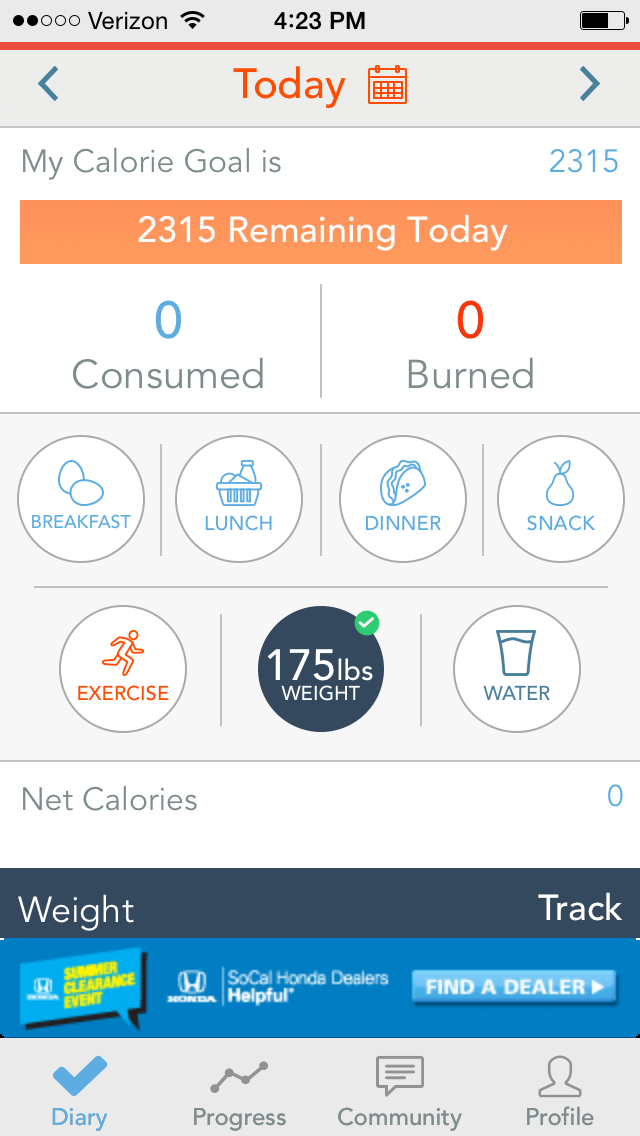 Verizon 4:23 PM
Today
My Calorie Goal is 2315
2315 Remaining Today
0 0
Consumed Burned
BREAKFAST LUNCH DINNER SNACK
175lbs
EXERCISE WEIGHT WATER
Net Calories 0
Weight Track
SUMMER
CLEARANCE
EVENT
HONDA
HONDA
SoCal Honda Dealers
Helpful
FIND A DEALER
Diary Progress Community Profile